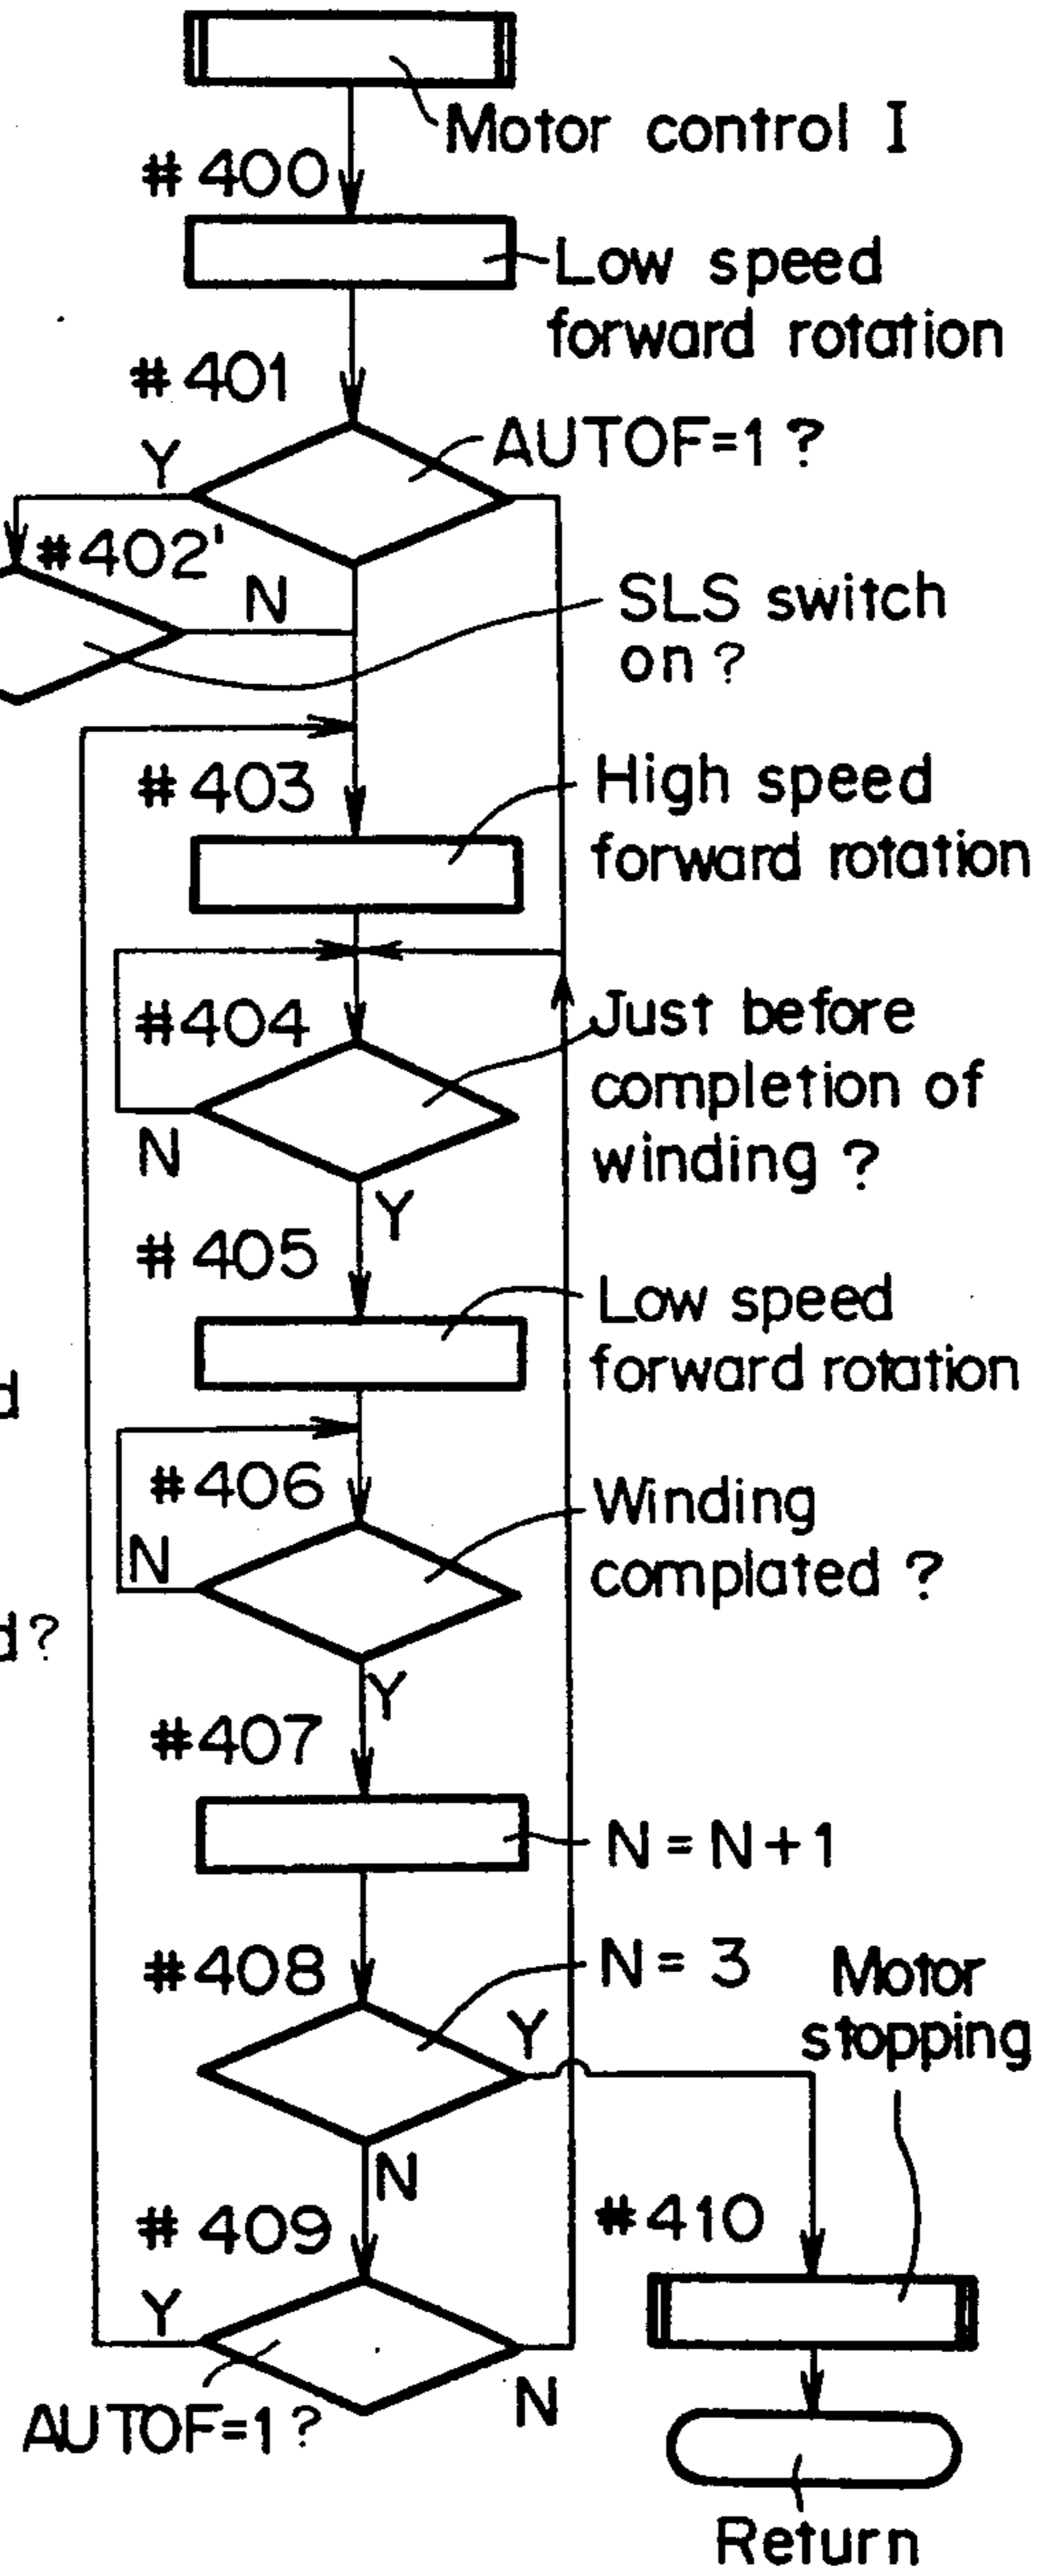 Motor control I
#400
Low speed
forward rotation
#401
AUTOF=1 ?
Y
#402'
N
SLS switch
on ?
#403
High speed
forward rotation
#404
Just before
completion of
winding ?
N
Y
#405
Low speed
forward rotation
d
#406
Winding
complated ?
N
d?
Y
#407
N = N+1
#408
N = 3
Motor
stopping
Y
N
#409
#410
Y
N
AUTOF=1 ?
Return